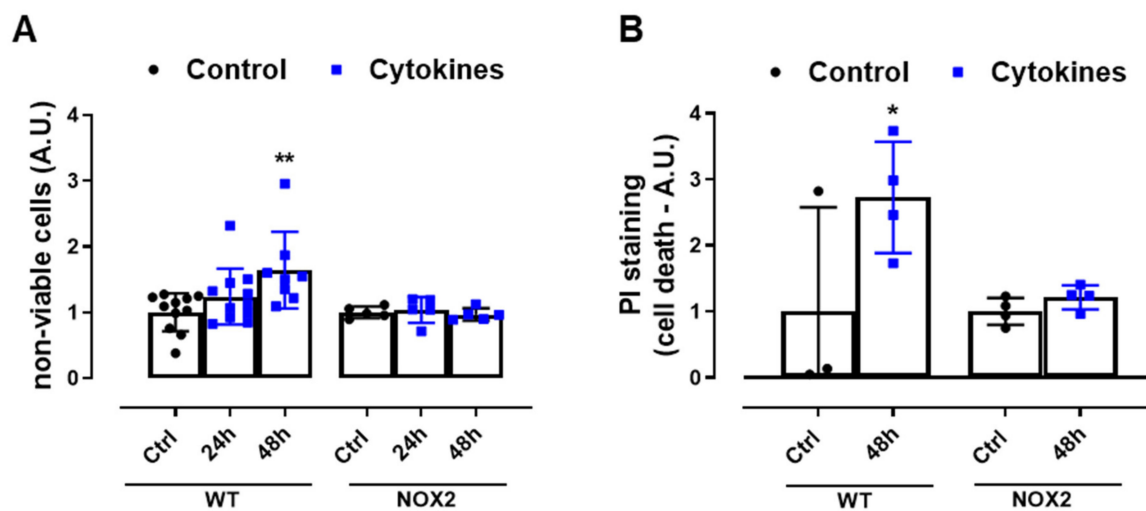 A
Control Cytokines
non-viable cells (A.U.)
4
3
2
1
0
**
Ctrl 24h 48h Ctrl 24h 48h
WT NOX2
B
Control Cytokines
PI staining
(cell death - A.U.)
4
3
2
1
0
*
Ctrl 48h Ctrl 48h
WT NOX2